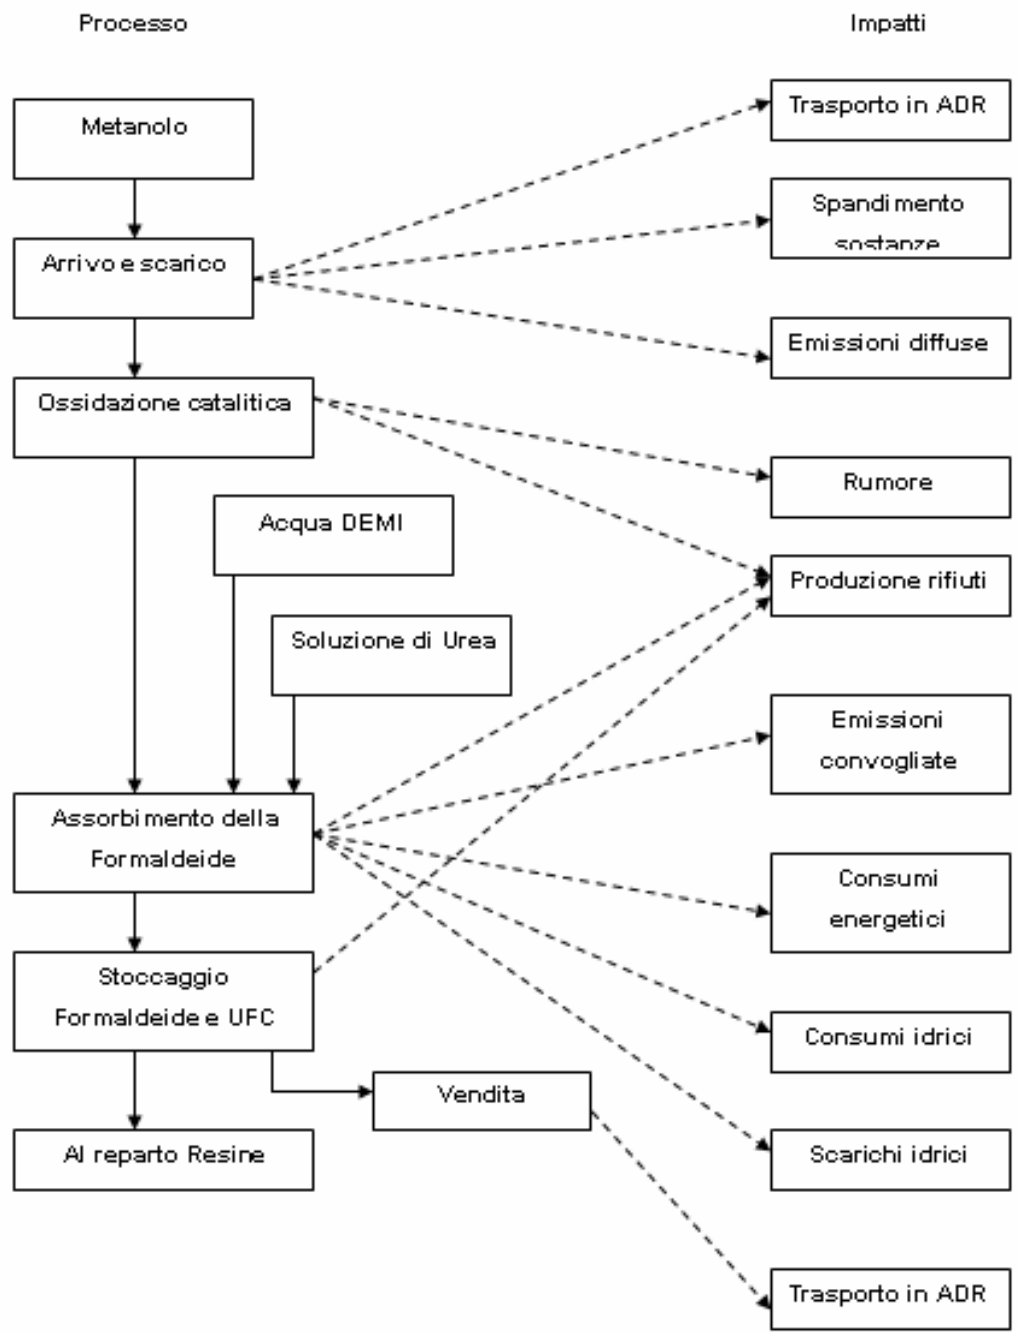 Processo
Impatti
Metanolo
Trasporto in ADR
Spandimento
sostanze
Arrivo e scarico
Emissioni diffuse
Ossidazione catalitica
Rumore
Acqua DEMI
Produzione rifiuti
Soluzione di Urea
Emissioni
convogliate
Assorbimento della
Formaldeide
Consumi
energetici
Stoccaggio
Formaldeide e UFC
Consumi idrici
Vendita
Al reparto Resine
Scarichi idrici
Trasporto in ADR